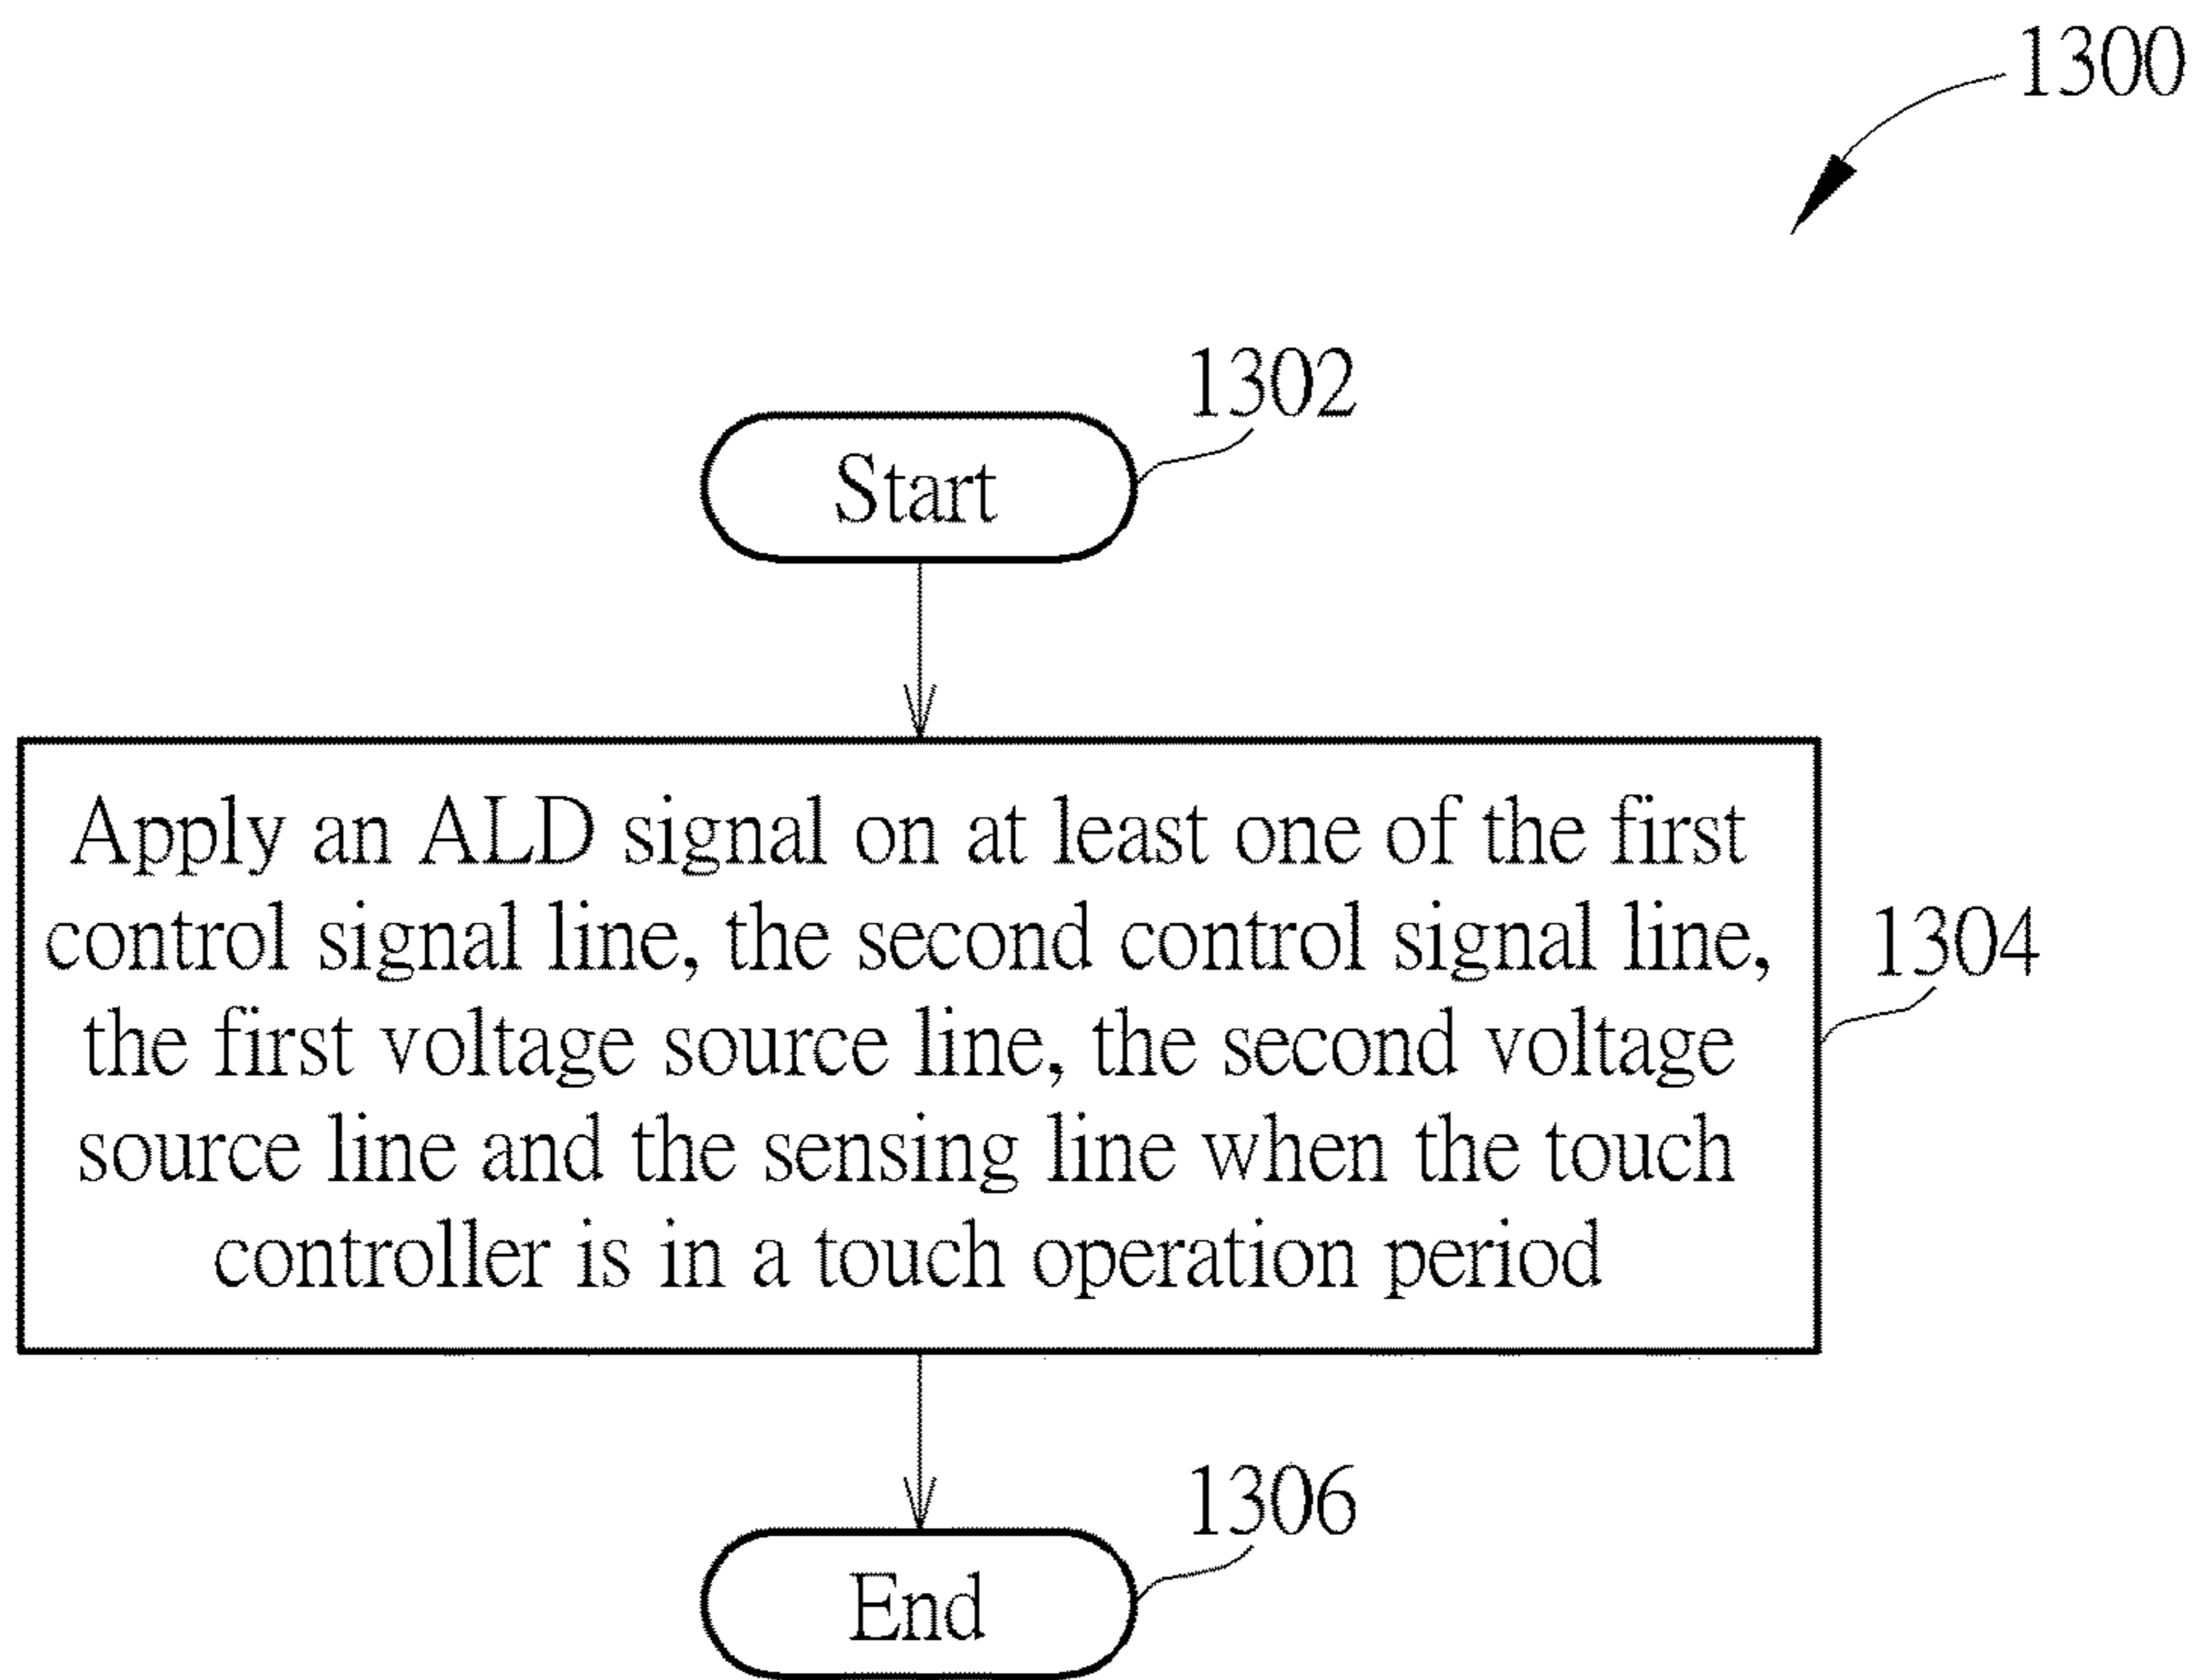 1300
1302
Start
Apply an ALD signal on at least one of the first
control signal line, the second control signal line,
the first voltage source line, the second voltage
source line and the sensing line when the touch
controller is in a touch operation period
1304
1306
End